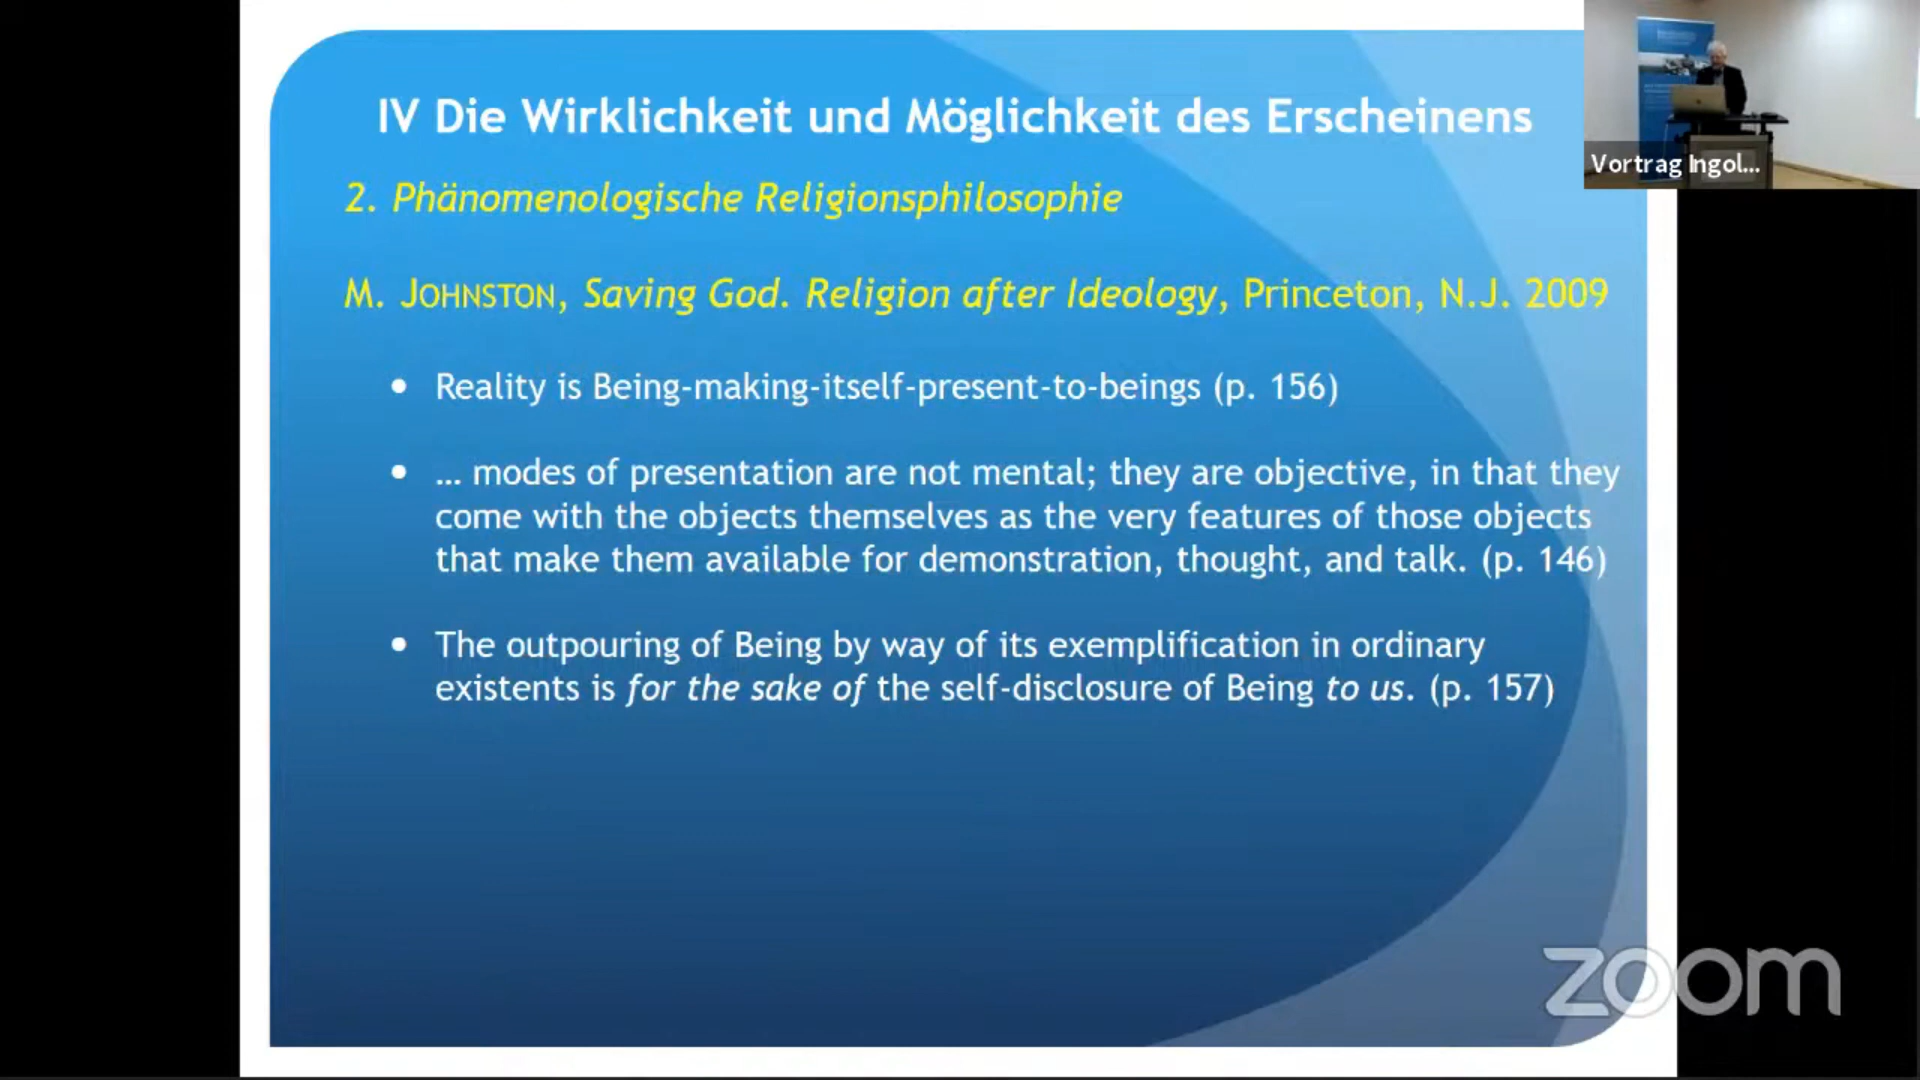 IV Die Wirklichkeit und Möglichkeit des Erscheinens
2. Phänomenologische Religionsphilosophie
M. JOHNSTON, Saving God. Religion after Ideology, Princeton, N.J. 2009
• Reality is Being-making-itself-present-to-beings (p. 156)
• … modes of presentation are not mental; they are objective, in that they
come with the objects themselves as the very features of those objects
that make them available for demonstration, thought, and talk. (p. 146)
• The outpouring of Being by way of its exemplification in ordinary
existents is for the sake of the self-disclosure of Being to us. (p. 157)
Vortrag Ingol...
zoom